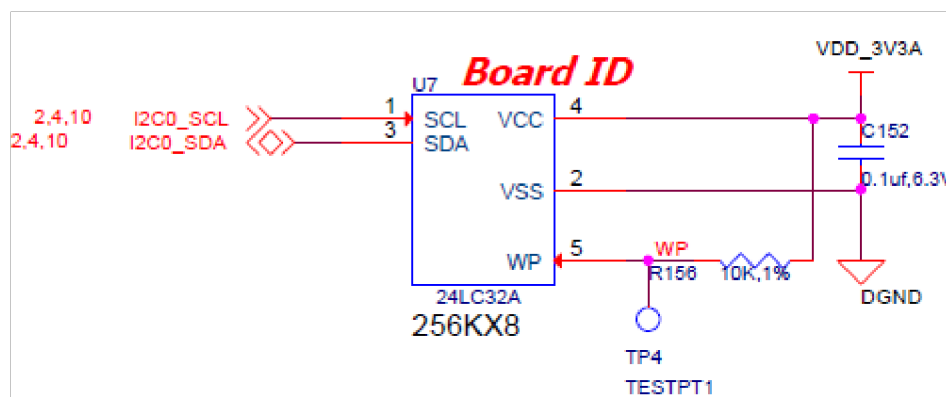 Board ID
VDD_3V3A
U7
2,4,10 I2C0_SCL 1 SCL VCC 4
2,4,10 I2C0_SDA 3 SDA
C152
0.1uf,6.3V
VSS 2
WP 5 WP
R156 10K,1%
DGND
24LC32A
256KX8
TP4
TESTPT1